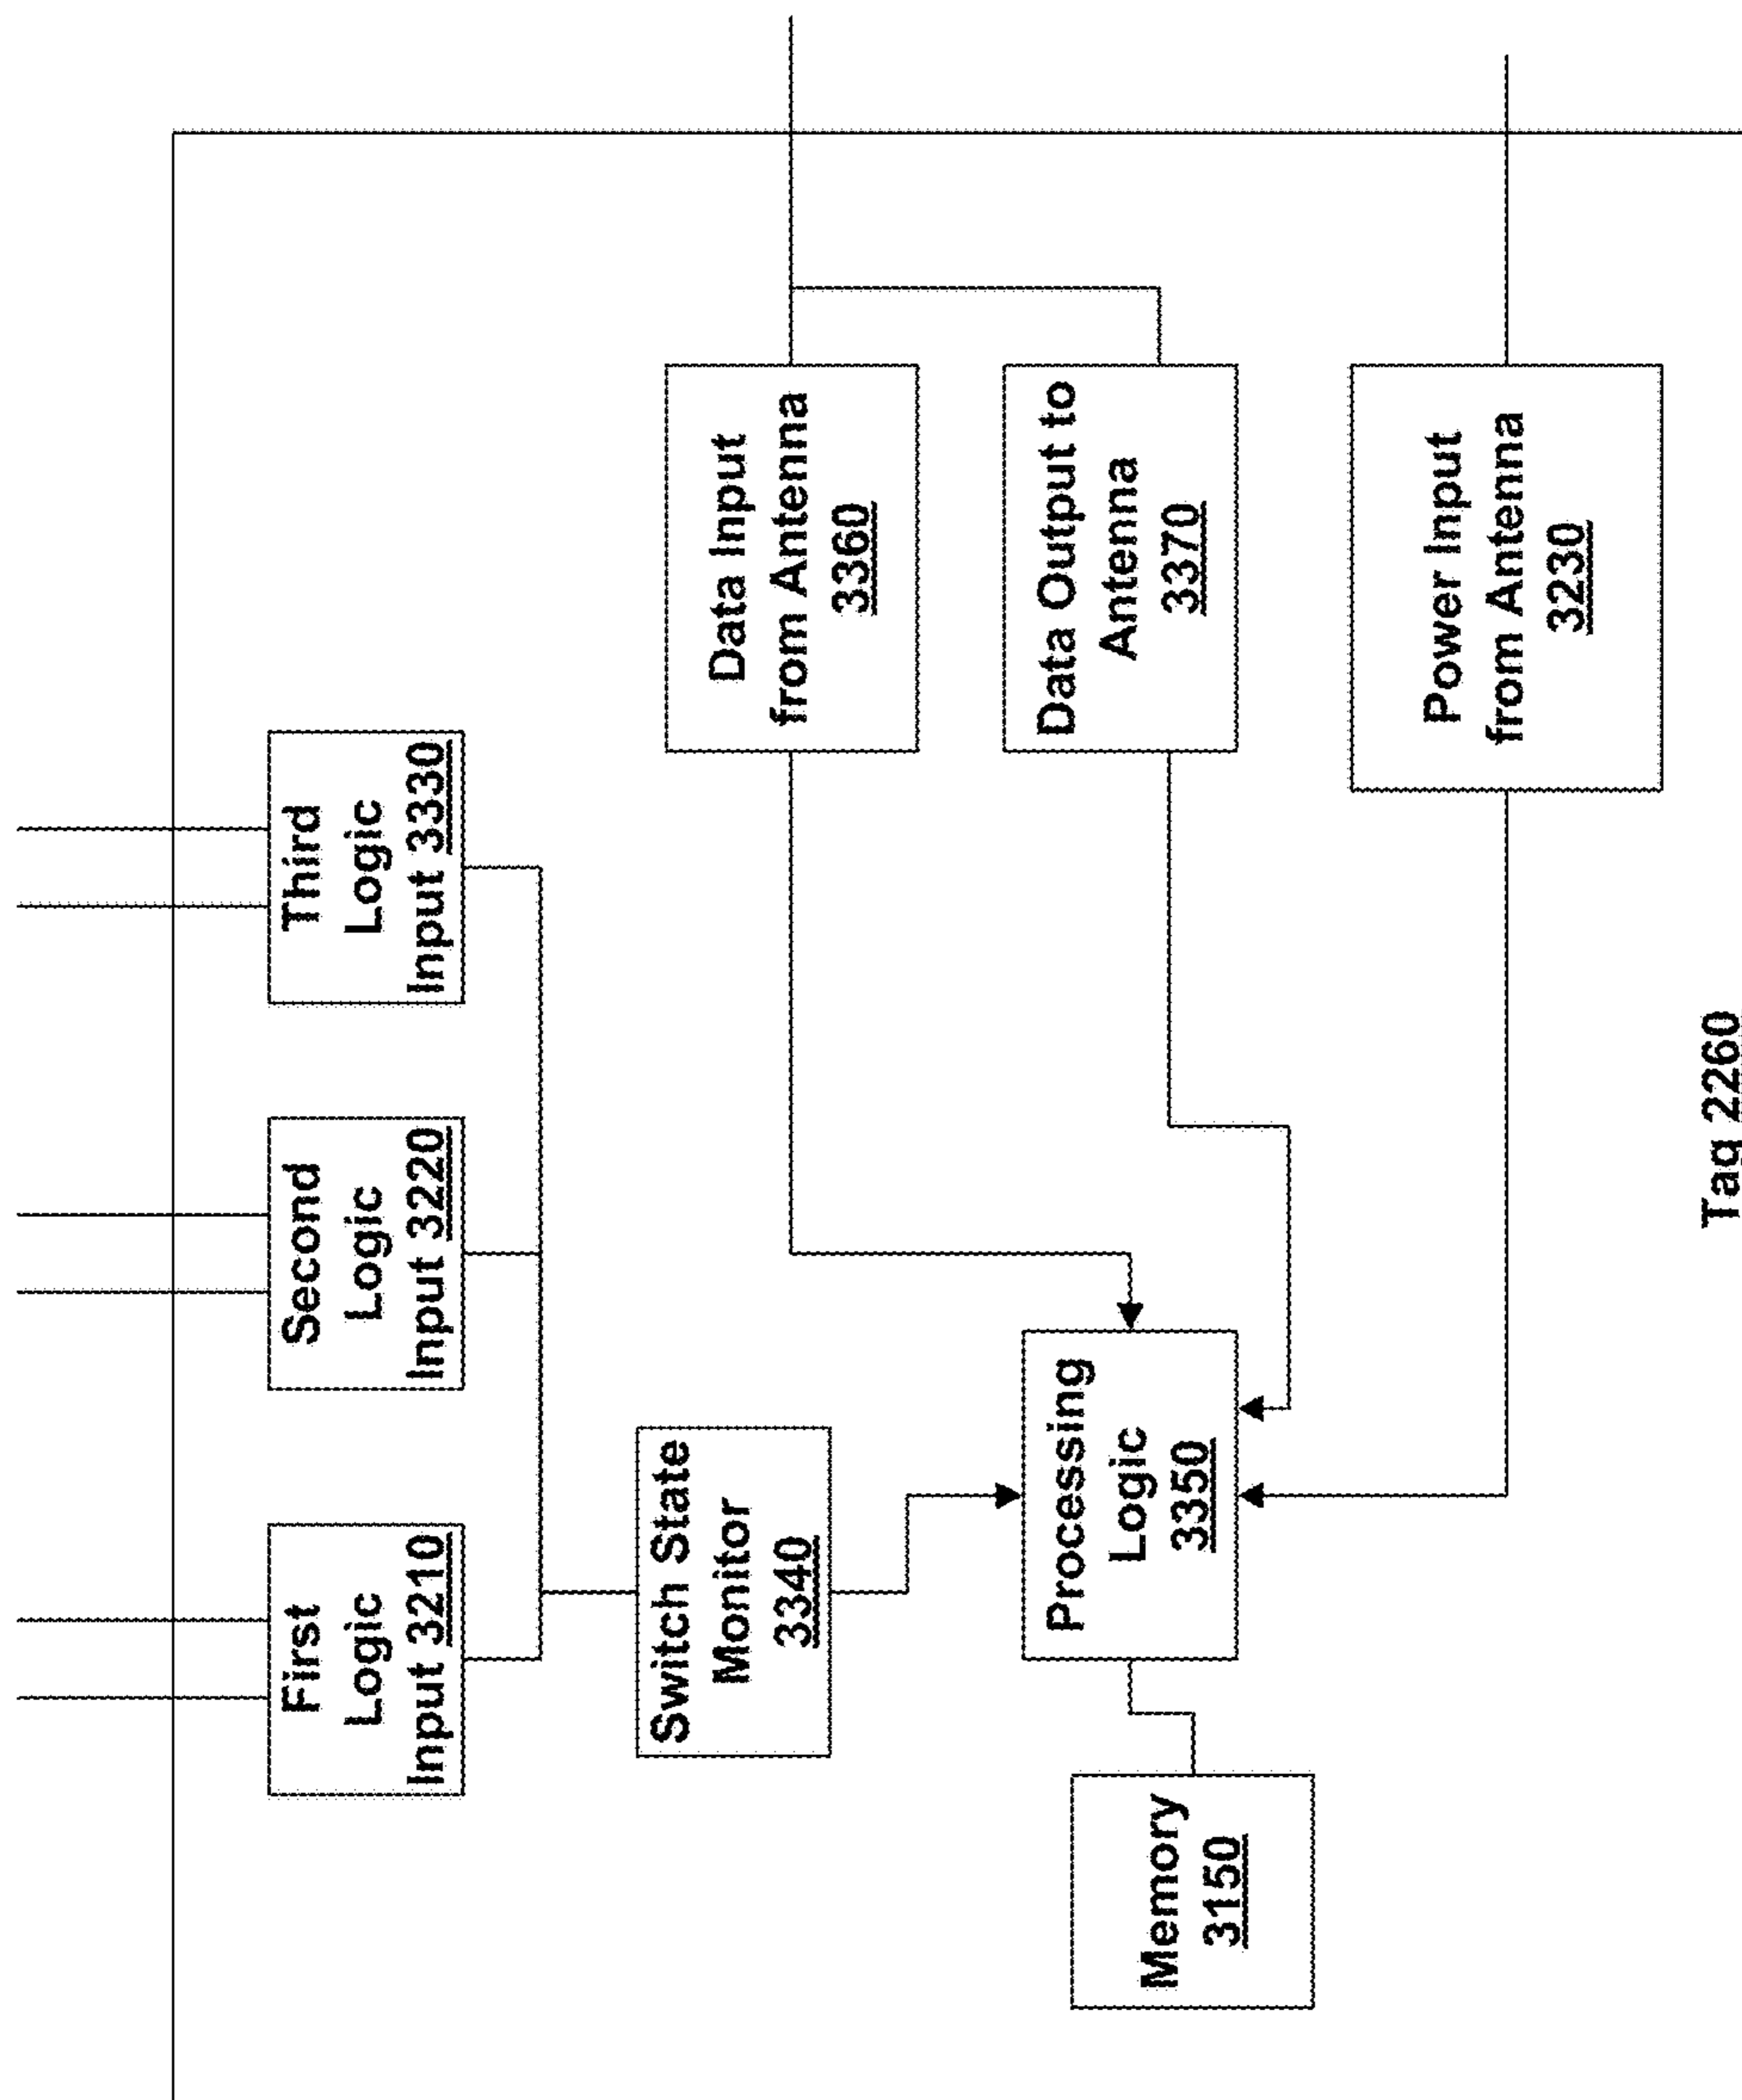 First
Logic
Input 3210
Second
Logic
Input 3220
Third
Logic
Input 3330
Switch State
Monitor
3340
Data Input
from Antenna
3360
Memory
3150
Processing
Logic
3350
Data Output to
Antenna
3370
Power Input
from Antenna
3230
Tag 2260